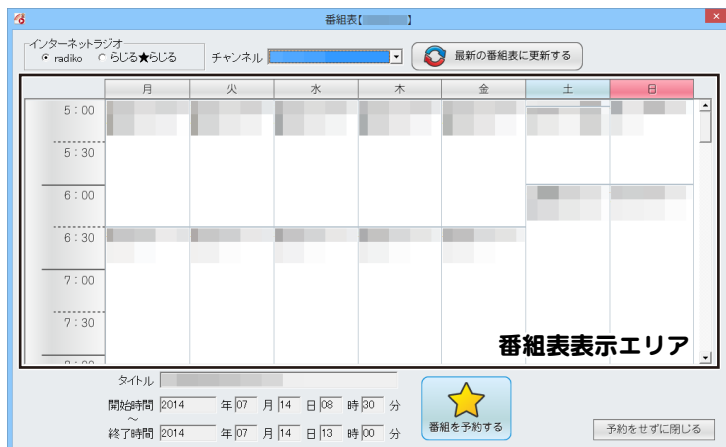 番組表【 】
インターネットラジオ
radiko らじる★らじる チャンネル 最新の番組表に更新する
月 火 水 木 金 土 日
5:00
5:30
6:00
6:30
7:00
7:30
番組表表示エリア
タイトル
開始時間 2014 年 07 月 14 日 08 時 30 分
～
終了時間 2014 年 07 月 14 日 13 時 00 分
番組を予約する
予約をせずに閉じる